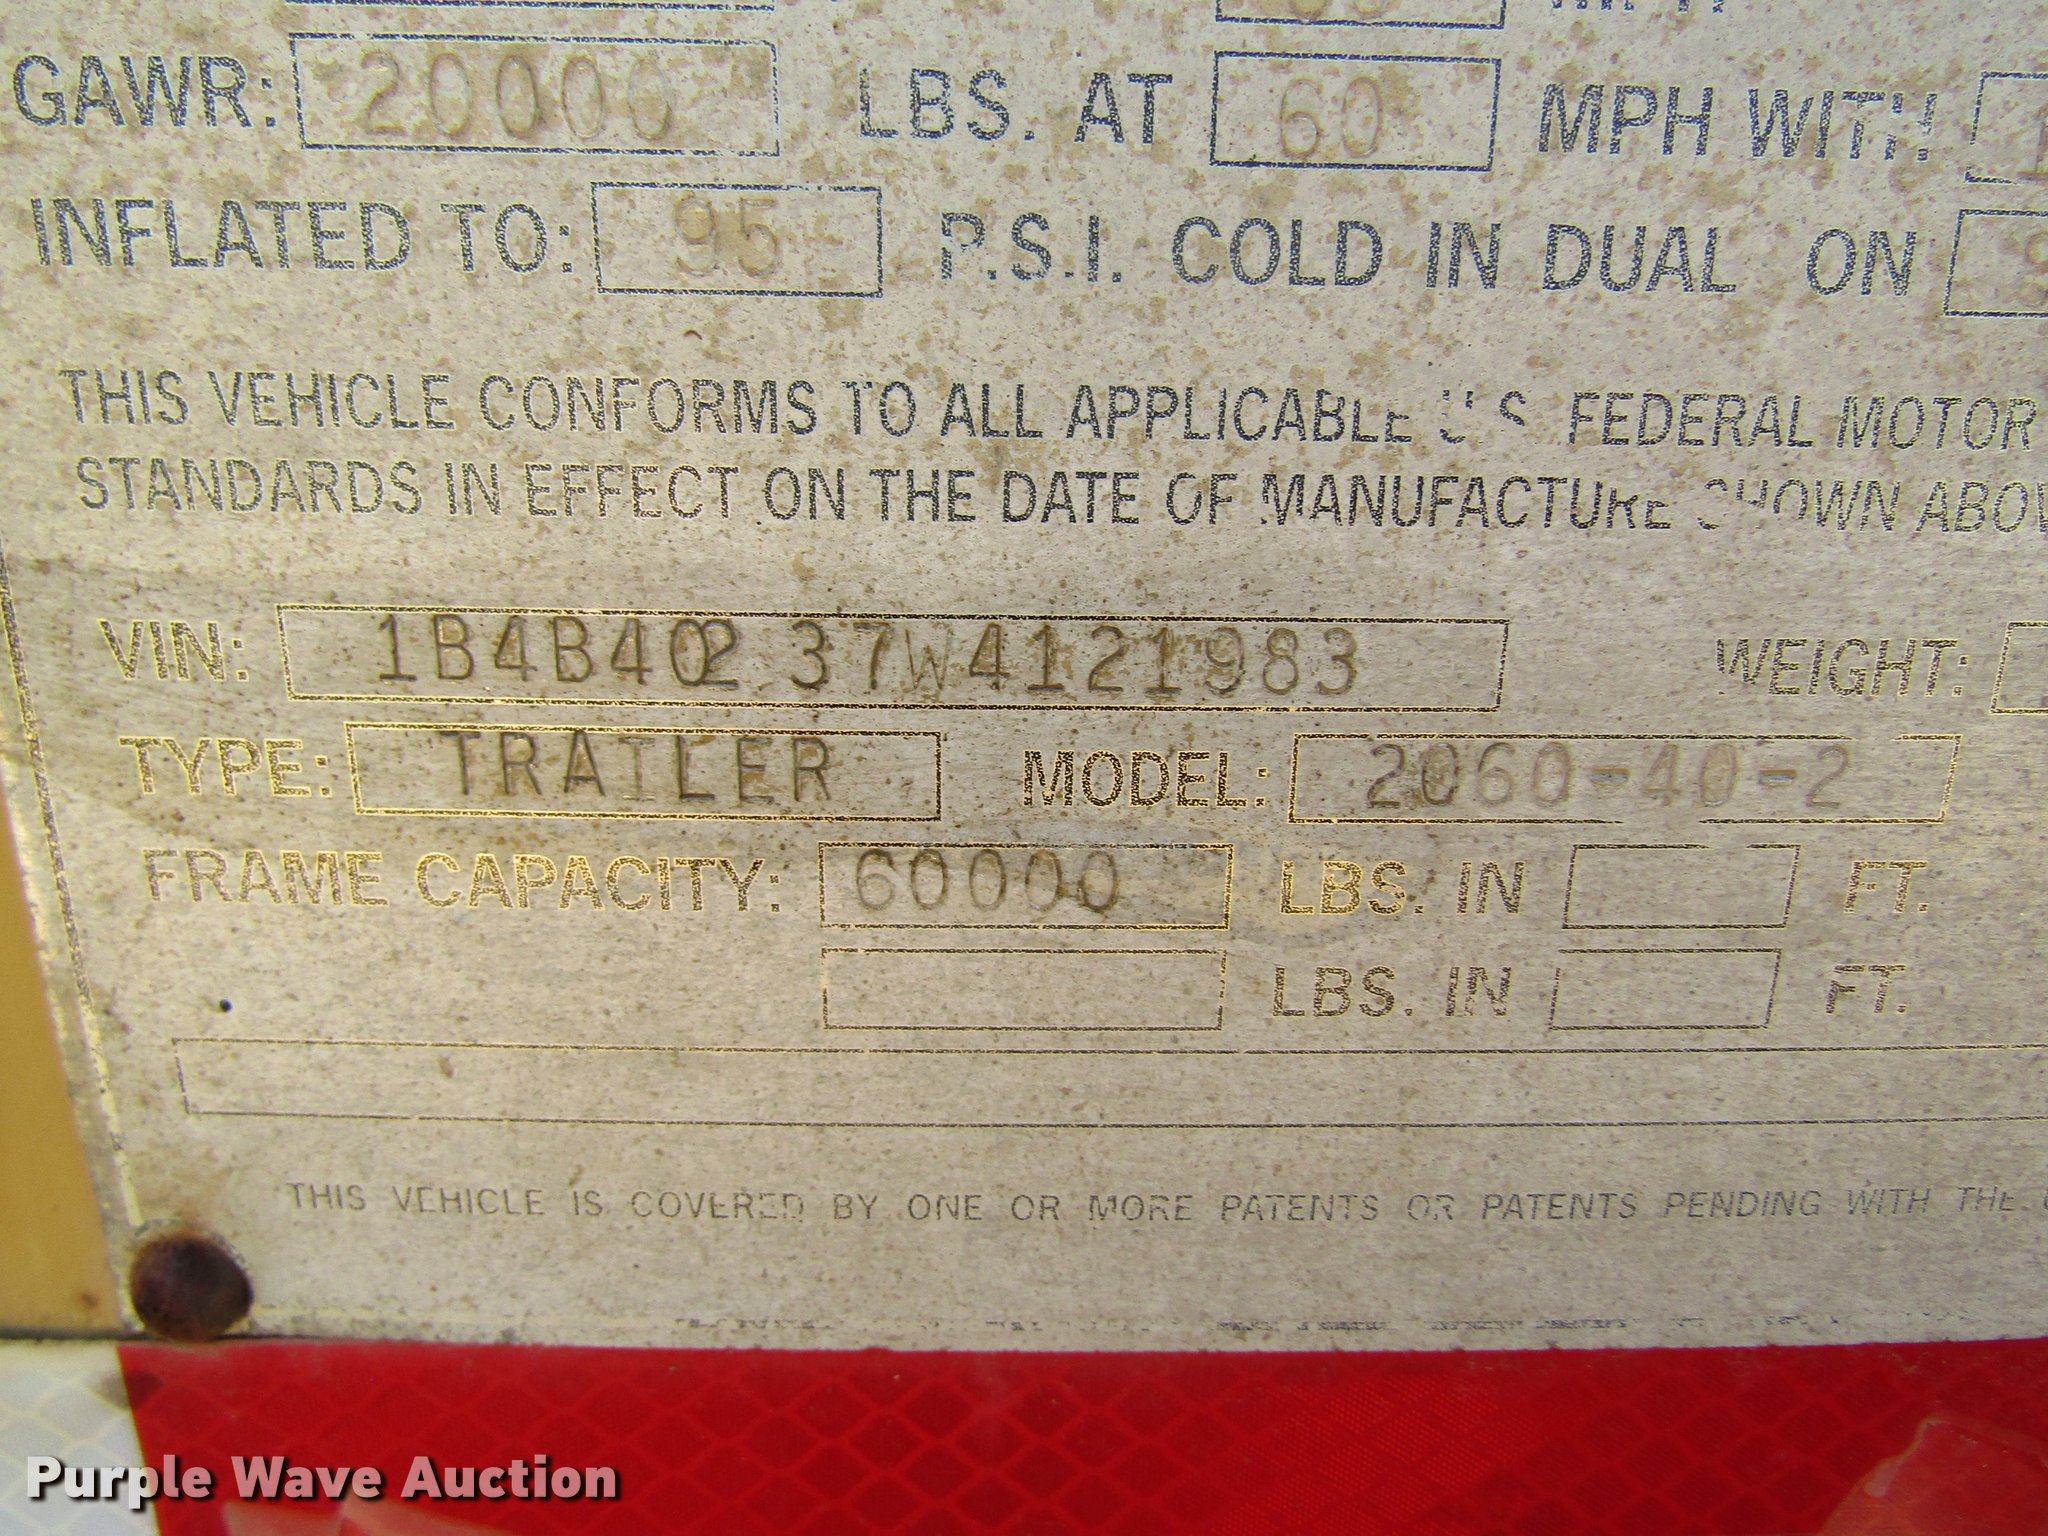 GAWR: 20000 LBS. AT 60 MPH WITH
INFLATED TO: 95 P.S.I. COLD IN DUAL ON
THIS VEHICLE CONFORMS TO ALL APPLICABLE U.S. FEDERAL MOTOR
STANDARDS IN EFFECT ON THE DATE OF MANUFACTURE SHOWN
VIN: 1B4B402 37W4121983 WEIGHT:
TYPE: TRAILER MODEL: 2060-40-2
FRAME CAPACITY: 60000 LBS. IN FT.
LBS. IN FT.
THIS VEHICLE IS COVERED BY ONE OR MORE PATENTS OR PATENTS PENDING WITH THE
Purple Wave Auction